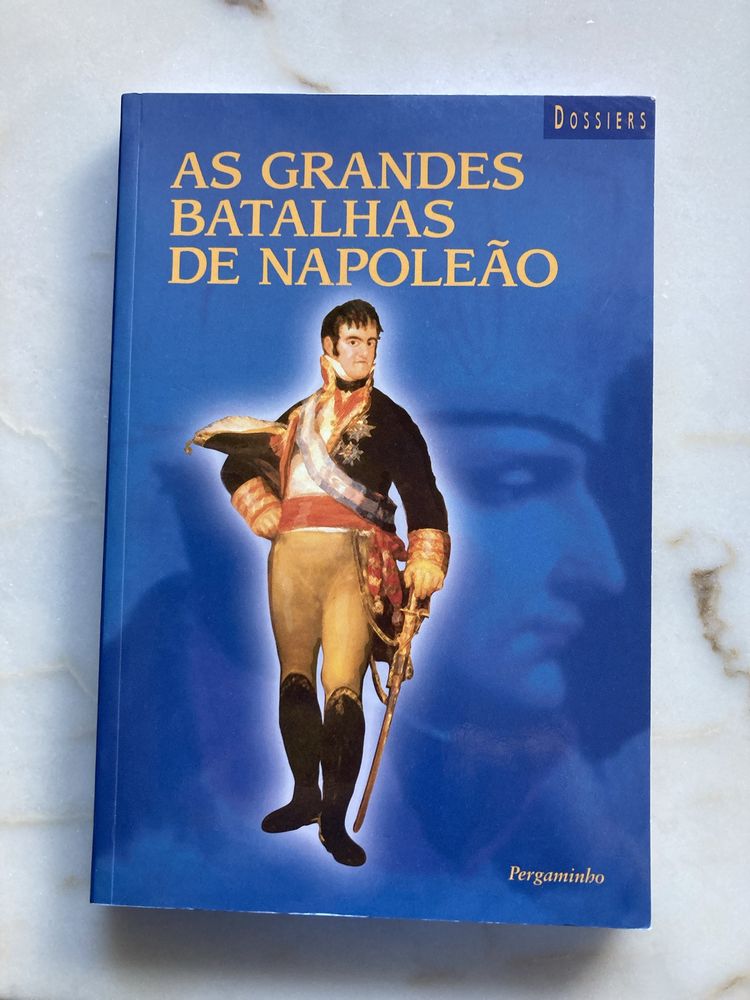 DOSSIERS
AS GRANDES
BATALHAS
DE NAPOLEÃO
Pergaminho